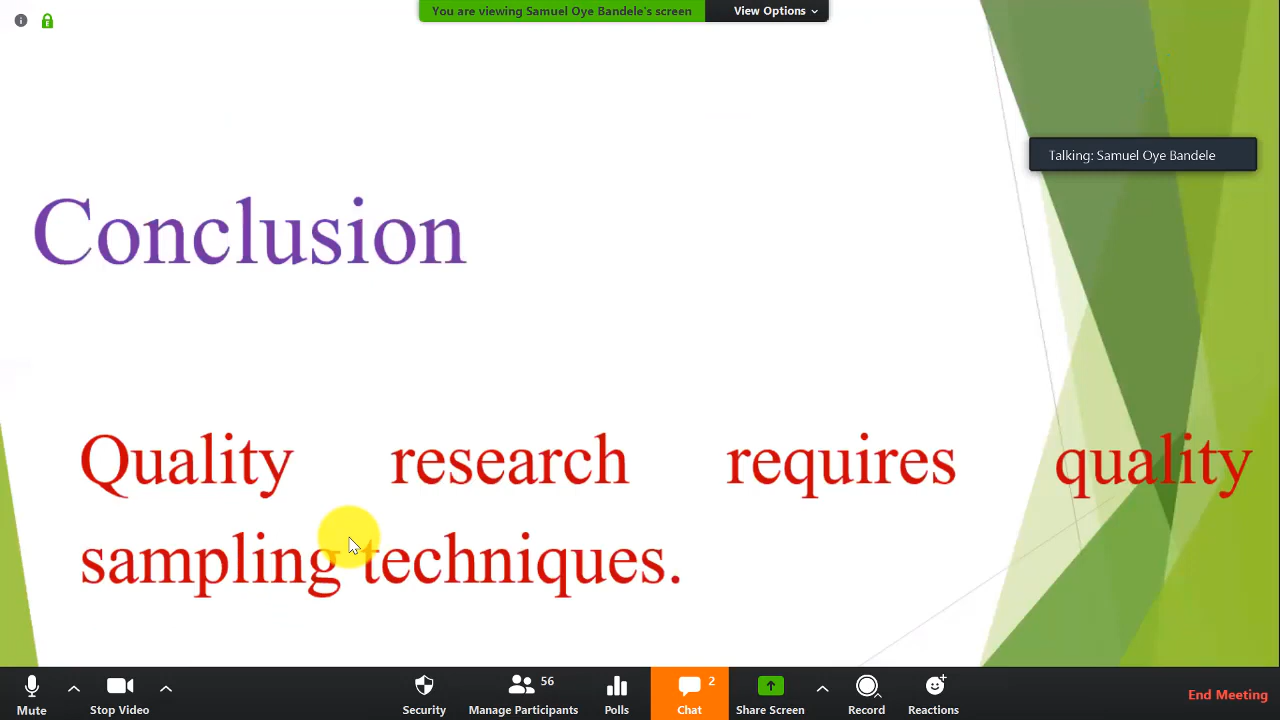 You are viewing Samuel Oye Bandele's screen
View Options
Talking: Samuel Oye Bandele
Conclusion
Quality research requires quality
sampling techniques.
Mute
Stop Video
Security
56
Manage Participants
Polls
2
Chat
Share Screen
Record
Reactions
End Meeting